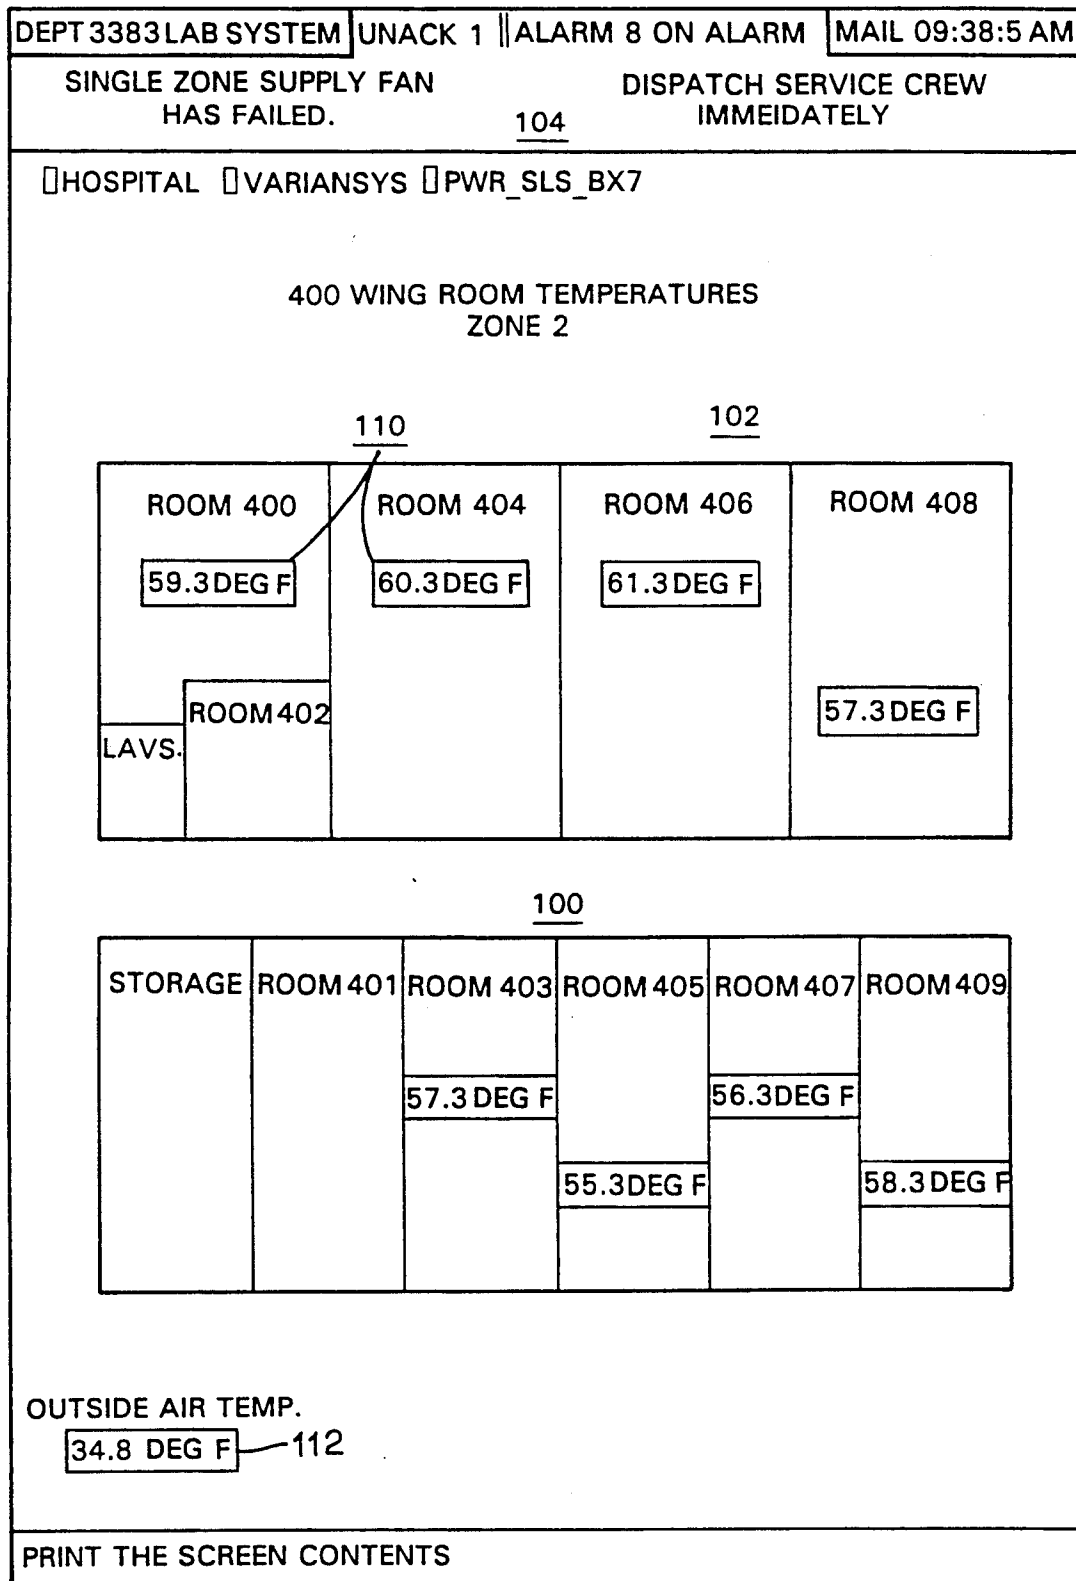 DEPT 3383 LAB SYSTEM UNACK 1 || ALARM 8 ON ALARM MAIL 09:38:5 AM
SINGLE ZONE SUPPLY FAN
HAS FAILED.
DISPATCH SERVICE CREW
IMMEIDATELY
104
HOSPITAL VARIANSYS PWR_SLS_BX7
400 WING ROOM TEMPERATURES
ZONE 2
110
102
ROOM 400 ROOM 404 ROOM 406 ROOM 408
59.3 DEG F 60.3 DEG F 61.3 DEG F
ROOM 402 57.3 DEG F
LAVS.
100
STORAGE ROOM 401 ROOM 403 ROOM 405 ROOM 407 ROOM 409
57.3 DEG F 56.3 DEG F
55.3 DEG F 58.3 DEG F
OUTSIDE AIR TEMP.
34.8 DEG F 112
PRINT THE SCREEN CONTENTS